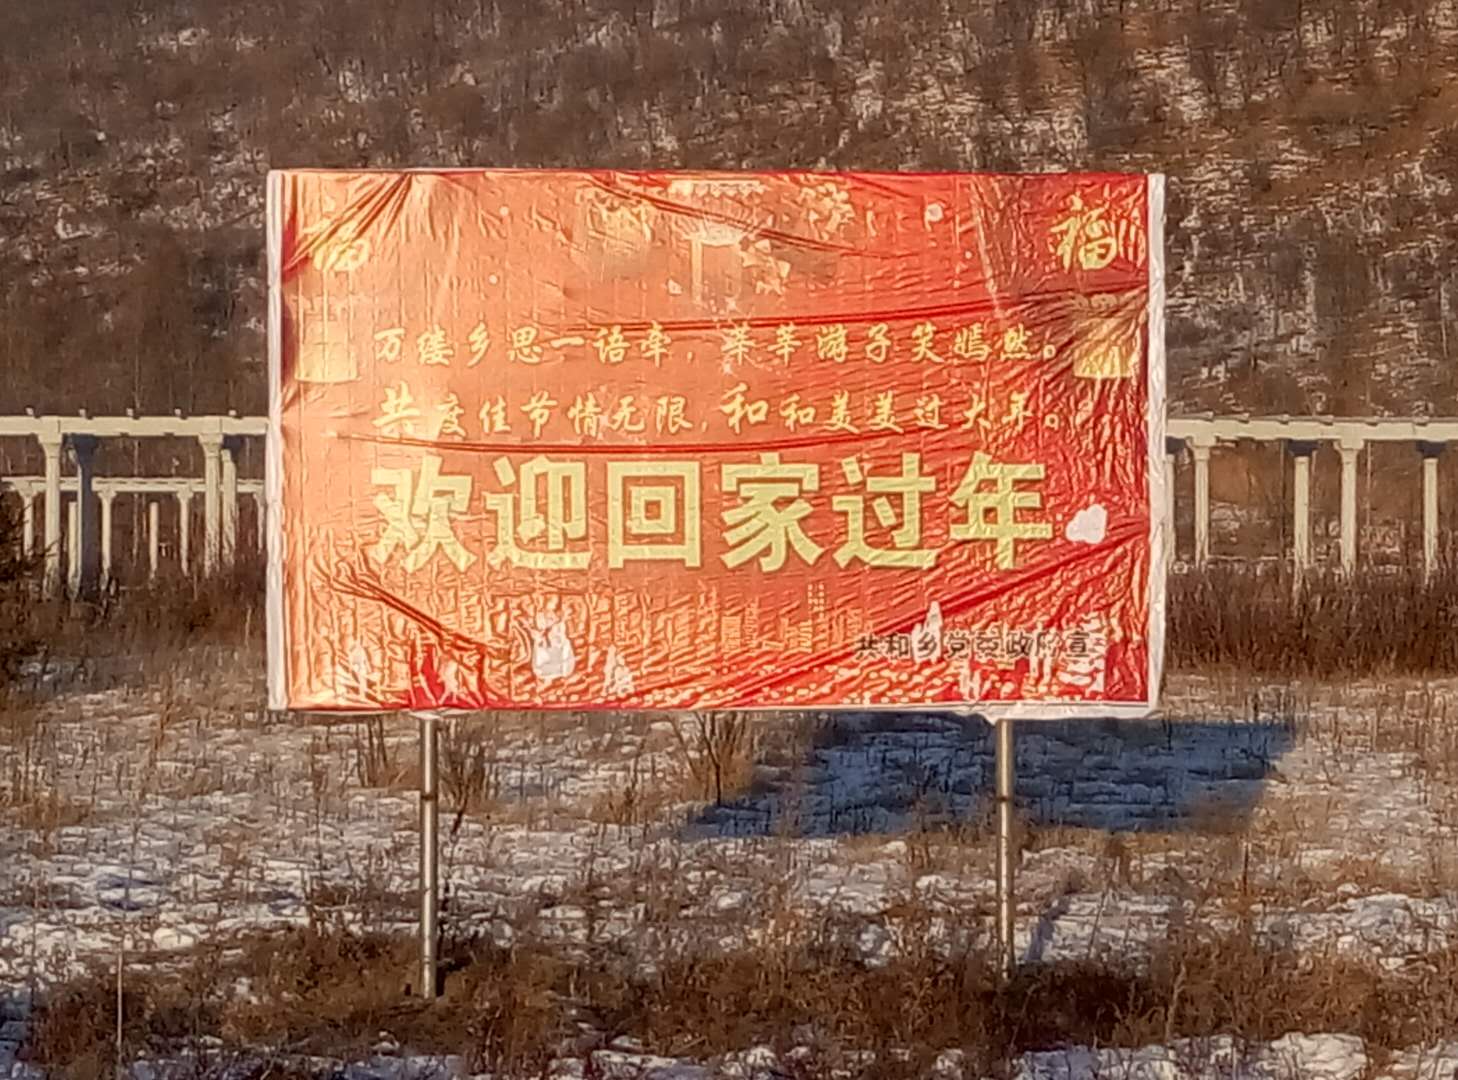 福 福
万缕乡思一语牵，莘莘游子笑嫣然。
共度佳节情无限，和和美美过大年。
欢迎回家过年
共和乡党委政府宣